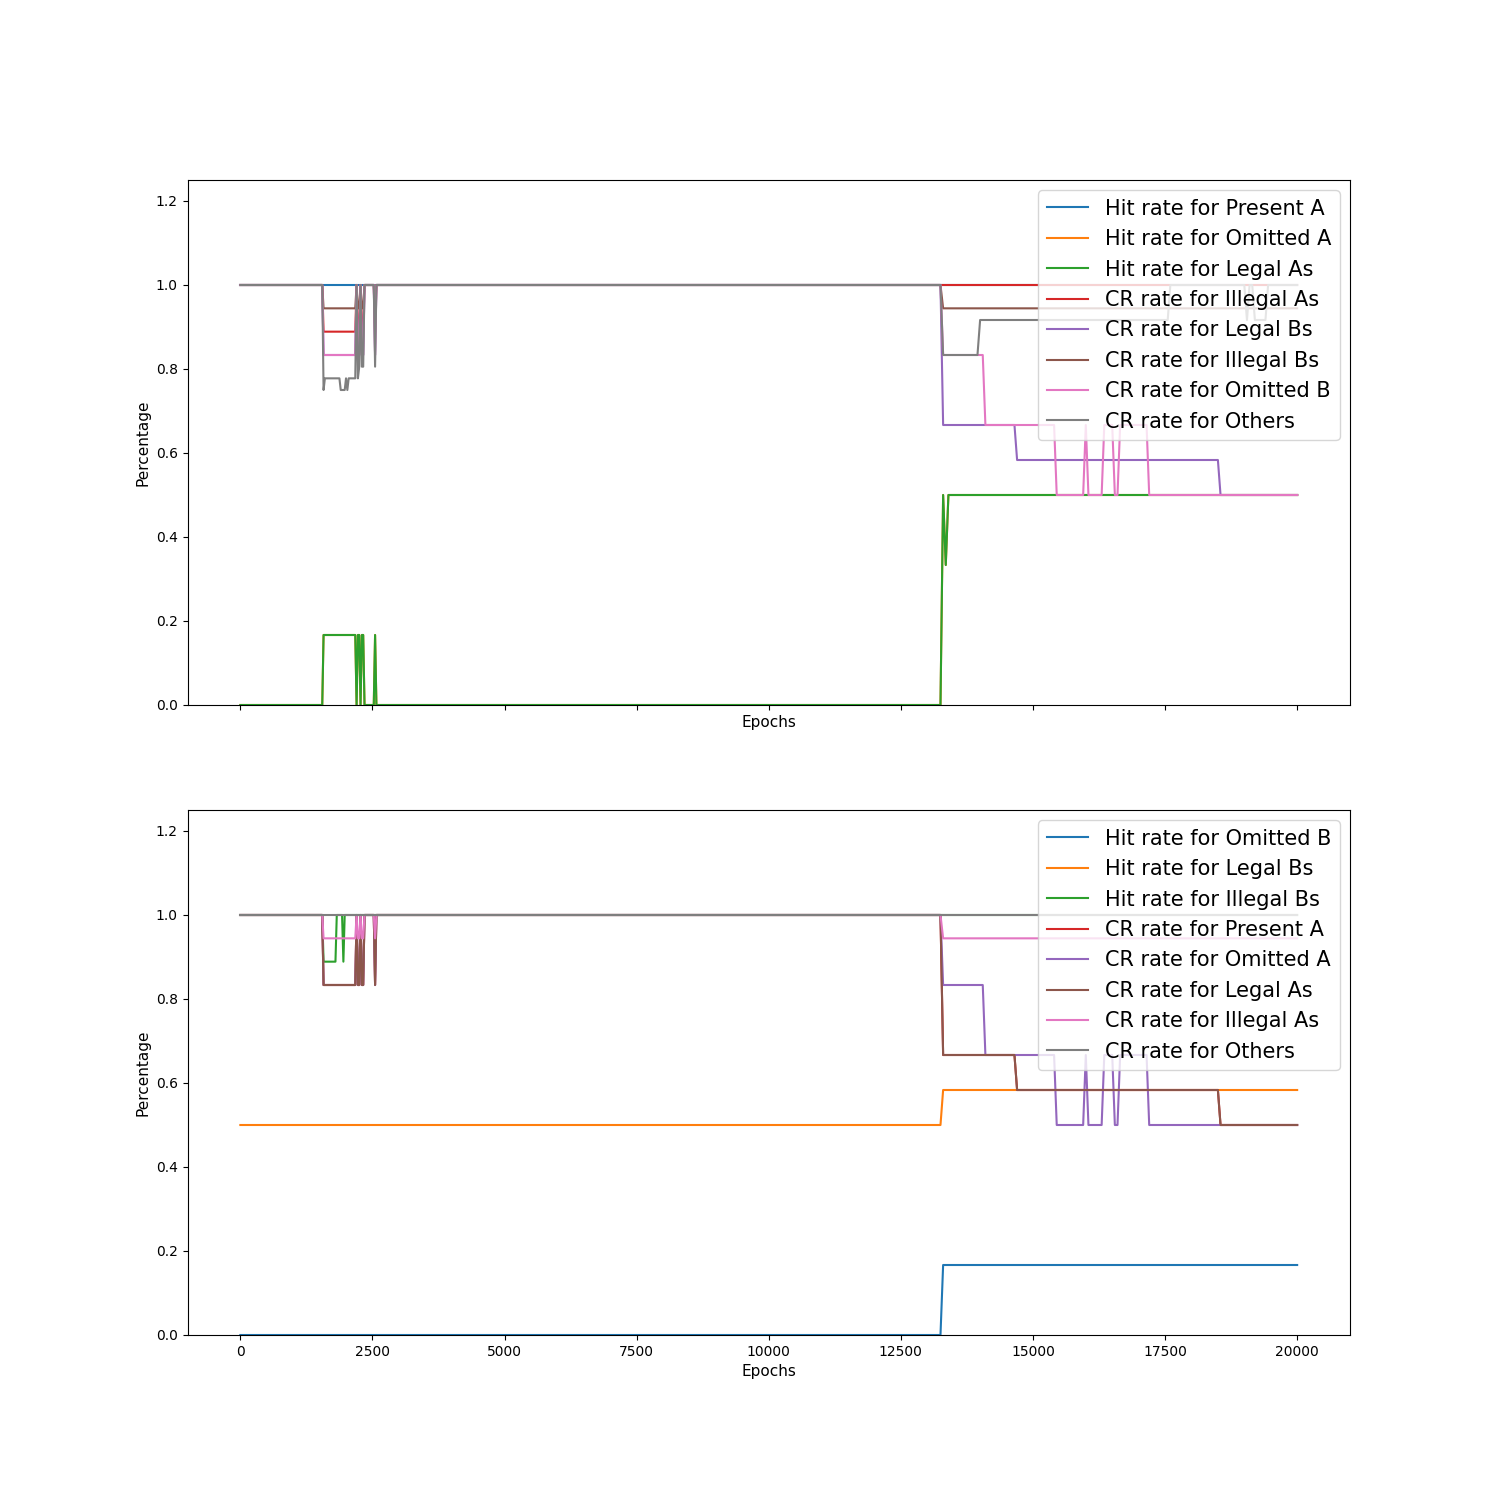 1.2
1.0
0.8
0.6
0.4
0.2
0.0
Percentage
Epochs
Hit rate for Present A
Hit rate for Omitted A
Hit rate for Legal As
CR rate for Illegal As
CR rate for Legal Bs
CR rate for Illegal Bs
CR rate for Omitted B
CR rate for Others
1.2
1.0
0.8
0.6
0.4
0.2
0.0
Percentage
0 2500 5000 7500 10000 12500 15000 17500 20000
Epochs
Hit rate for Omitted B
Hit rate for Legal Bs
Hit rate for Illegal Bs
CR rate for Present A
CR rate for Omitted A
CR rate for Legal As
CR rate for Illegal As
CR rate for Others